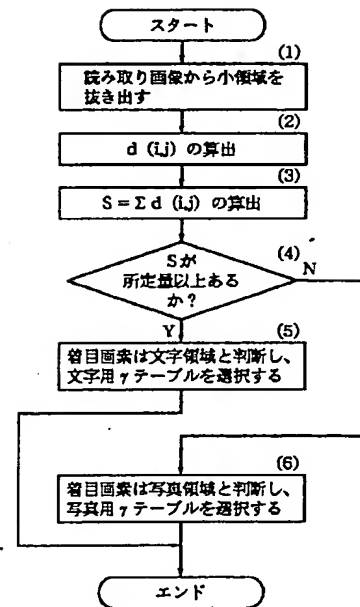 スタート
(1)
読み取り画像から小領域を
抜き出す
(2)
d (i,j) の算出
(3)
S = Σ d (i,j) の算出
(4)
Sが
所定量以上ある
か?
N
Y
(5)
着目画素は文字領域と判断し、
文字用γテーブルを選択する
(6)
着目画素は写真領域と判断し、
写真用γテーブルを選択する
エンド